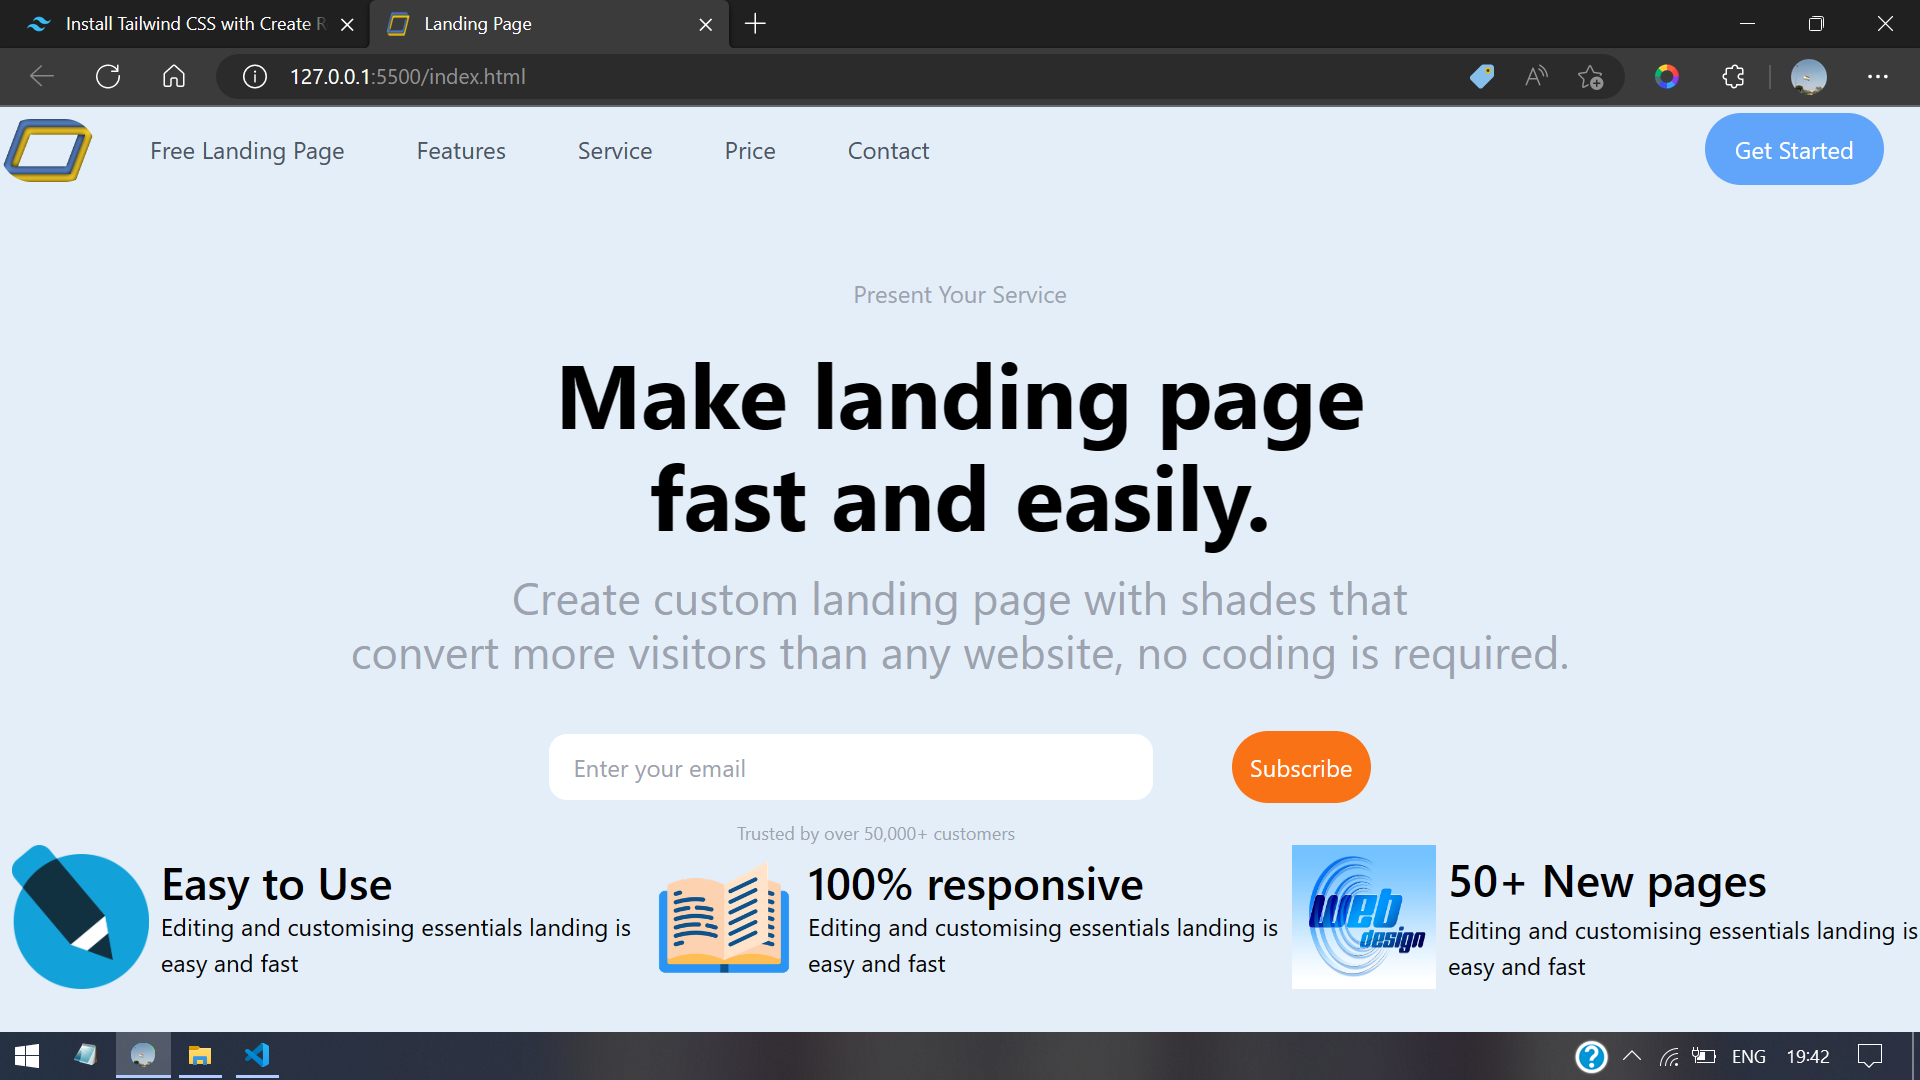 Install Tailwind CSS with Create R
Landing Page
127.0.0.1:5500/index.html
Free Landing Page
Features
Service
Price
Contact
Get Started
Present Your Service
Make landing page
fast and easily.
Create custom landing page with shades that
convert more visitors than any website, no coding is required.
Enter your email
Subscribe
Trusted by over 50,000+ customers
Easy to Use
Editing and customising essentials landing is
easy and fast
100% responsive
Editing and customising essentials landing is
easy and fast
web
design
50+ New pages
Editing and customising essentials landing is
easy and fast
ENG
19:42